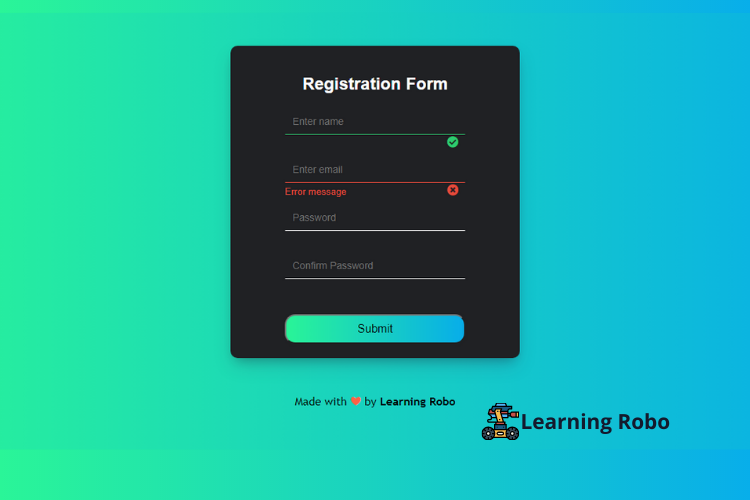 Registration Form
Enter name
Enter email
Error message
Password
Confirm Password
Submit
Made with ❤ by Learning Robo
Learning Robo